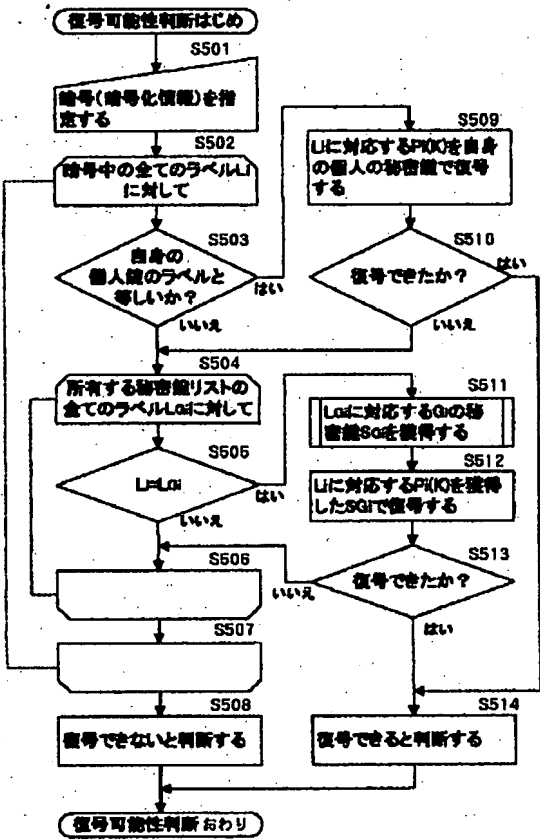 復号可能性判断はじめ
S501
暗号(暗号化情報)を指
定する
S502
暗号中の全てのラベルLi
に対して
S503
自身の
個人鍵のラベルと
等しいか?
はい
いいえ
S509
Liに対応するPi(K)を自身
の個人の秘密鍵で復号
する
S510
復号できたか?
はい
いいえ
S504
所有する秘密鍵リストの
全てのラベルLGiに対して
S505
Li=LGi
はい
いいえ
S511
LGiに対応するGiの秘
密鍵SGiを獲得する
S512
Liに対応するPi(K)を獲得
したSGiで復号する
S513
復号できたか?
いいえ
はい
S506
S507
S508
復号できないと判断する
S514
復号できると判断する
復号可能性判断おわり